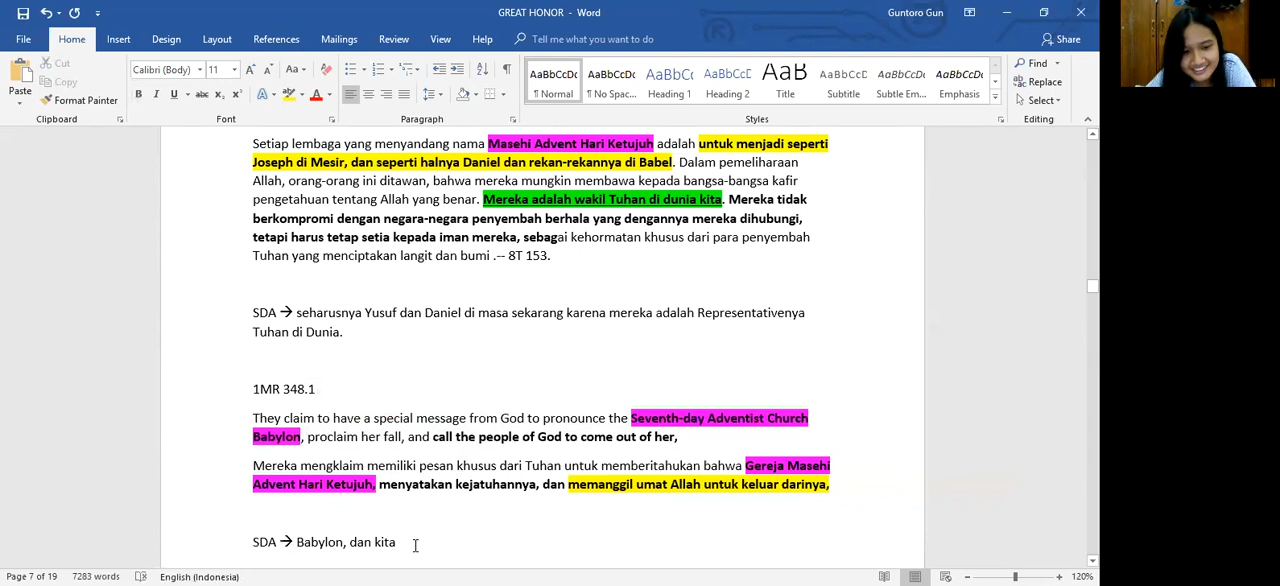 GREAT HONOR - Word
Guntoro Gun
File Home Insert Design Layout References Mailings Review View Help Tell me what you want to do Share
Paste
Cut
Copy
Format Painter
Clipboard
Calibri (Body) 11
Font
Paragraph
AaBbCcDc AaBbCcDc AaBbCc AaBbCcC AaB AaBbCcD AaBbCcDc AaBbCcDc
¶ Normal ¶ No Spac... Heading 1 Heading 2 Title Subtitle Subtle Em... Emphasis
Styles
Find
Replace
Select
Editing
Setiap lembaga yang menyandang nama Masehi Advent Hari Ketujuh adalah untuk menjadi seperti
Joseph di Mesir, dan seperti halnya Daniel dan rekan-rekannya di Babel. Dalam pemeliharaan
Allah, orang-orang ini ditawan, bahwa mereka mungkin membawa kepada bangsa-bangsa kafir
pengetahuan tentang Allah yang benar. Mereka adalah wakil Tuhan di dunia kita. Mereka tidak
berkompromi dengan negara-negara penyembah berhala yang dengannya mereka dihubungi,
tetapi harus tetap setia kepada iman mereka, sebagai kehormatan khusus dari para penyembah
Tuhan yang menciptakan langit dan bumi .-- 8T 153.
SDA → seharusnya Yusuf dan Daniel di masa sekarang karena mereka adalah Representativenya
Tuhan di Dunia.
1MR 348.1
They claim to have a special message from God to pronounce the Seventh-day Adventist Church
Babylon, proclaim her fall, and call the people of God to come out of her,
Mereka mengklaim memiliki pesan khusus dari Tuhan untuk memberitahukan bahwa Gereja Masehi
Advent Hari Ketujuh, menyatakan kejatuhannya, dan memanggil umat Allah untuk keluar darinya,
SDA → Babylon, dan kita
Page 7 of 19 7283 words English (Indonesia) 120%